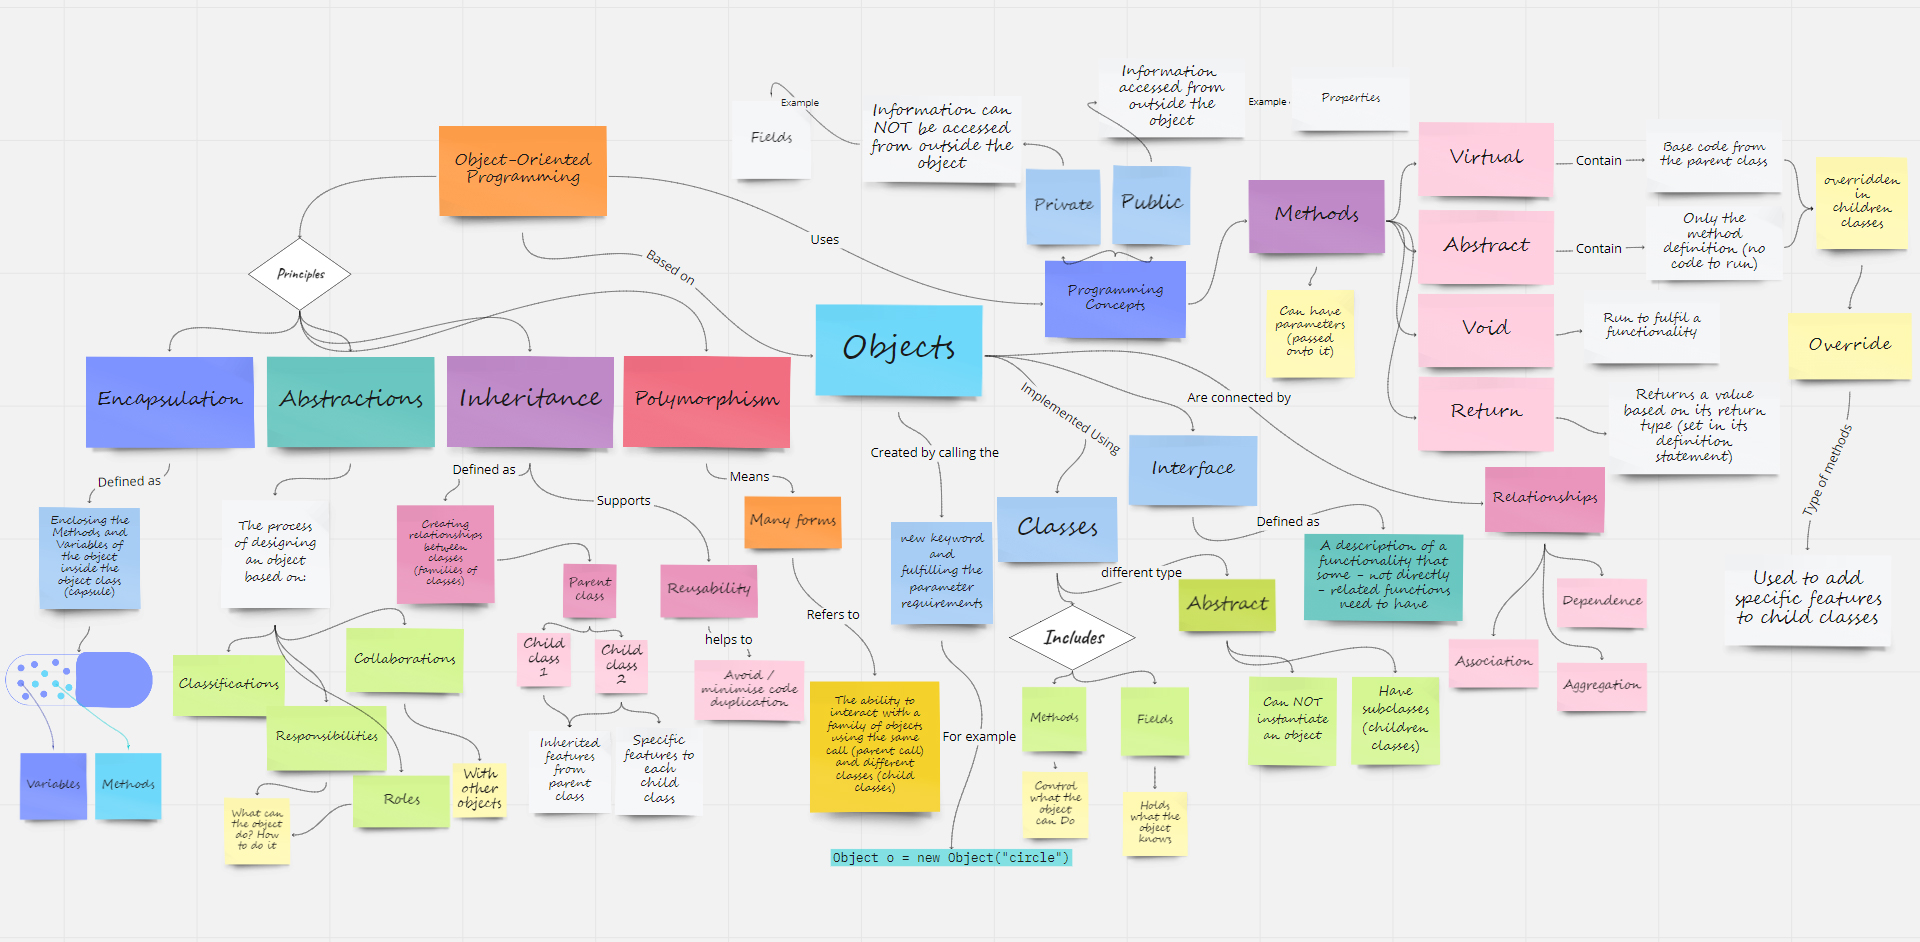 Object-Oriented
Programming
Principles
Based on
Uses
Encapsulation
Abstractions
Inheritance
Polymorphism
Defined as
Enclosing the
Methods and
Variables of
the object
inside the
object class
(capsule)
Variables
Methods
The process
of designing
an object
based on:
Classifications
Collaborations
Responsibilities
Roles
With
other
objects
What can
the object
do? How
to do it
Defined as
Creating
relationships
between
classes
(families of
classes)
Supports
Parent
class
Child
class
1
Child
class
2
Inherited
features
from
parent
class
Specific
features to
each
child
class
Reusability
helps to
Avoid /
minimise code
duplication
Means
Many forms
Refers to
The ability to
interact with a
family of objects
using the same
call (parent call)
and different
classes (child
classes)
Objects
Created by calling the
new keyword
and
fulfilling the
parameter
requirements
For example
Object o = new Object("circle")
Implemented Using
Classes
Interface
Defined as
A description of a
functionality that
some - not directly
- related functions
need to have
different type
Abstract
Can NOT
instantiate
an object
Have
subclasses
(children
classes)
Includes
Methods
Control
what the
object
can Do
Fields
Holds
what the
object
knows
Are connected by
Relationships
Dependence
Association
Aggregation
Programming
Concepts
Private
Public
Information can
NOT be accessed
from outside the
object
Example
Fields
Information
accessed from
outside the
object
Example
Properties
Methods
Can have
parameters
(passed
onto it)
Virtual
Contain
Base code from
the parent class
Abstract
Contain
Only the
method
definition (no
code to run)
overridden
in
children
classes
Void
Run to fulfil a
functionality
Return
Returns a value
based on its return
type (set in its
definition
statement)
Override
Type of methods
Used to add
specific features
to child classes